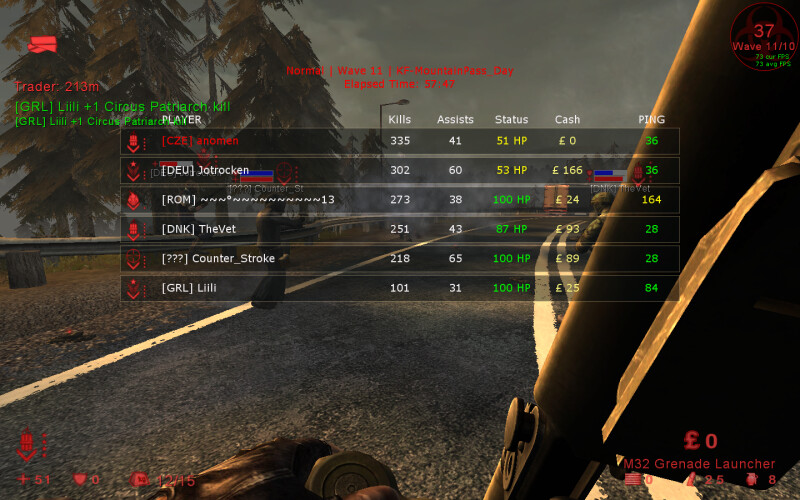 37
Wave 11/10
73 cur FPS
73 avg FPS
Trader: 213m
Normal | Wave 11 | KF-MountainPass_Day
Elapsed Time: 57:47
[GRL] Liili +1 Circus Patriarch kill
[GRL] Liili +1 Circus Patriarch kill
PLAYER Kills Assists Status Cash PING
[CZE] anomen 335 41 51 HP £ 0 36
[DEU] Jotrocken 302 60 53 HP £ 166 36
[???] Counter_St
[DNK] TheVet
[ROM] ~~~°~~~~~~~~~~13 273 38 100 HP £ 24 164
[DNK] TheVet 251 43 87 HP £ 93 28
[???] Counter_Stroke 218 65 100 HP £ 89 28
[GRL] Liili 101 31 100 HP £ 25 84
£ 0
M32 Grenade Launcher
+ 51 0 12/15 0 25 8